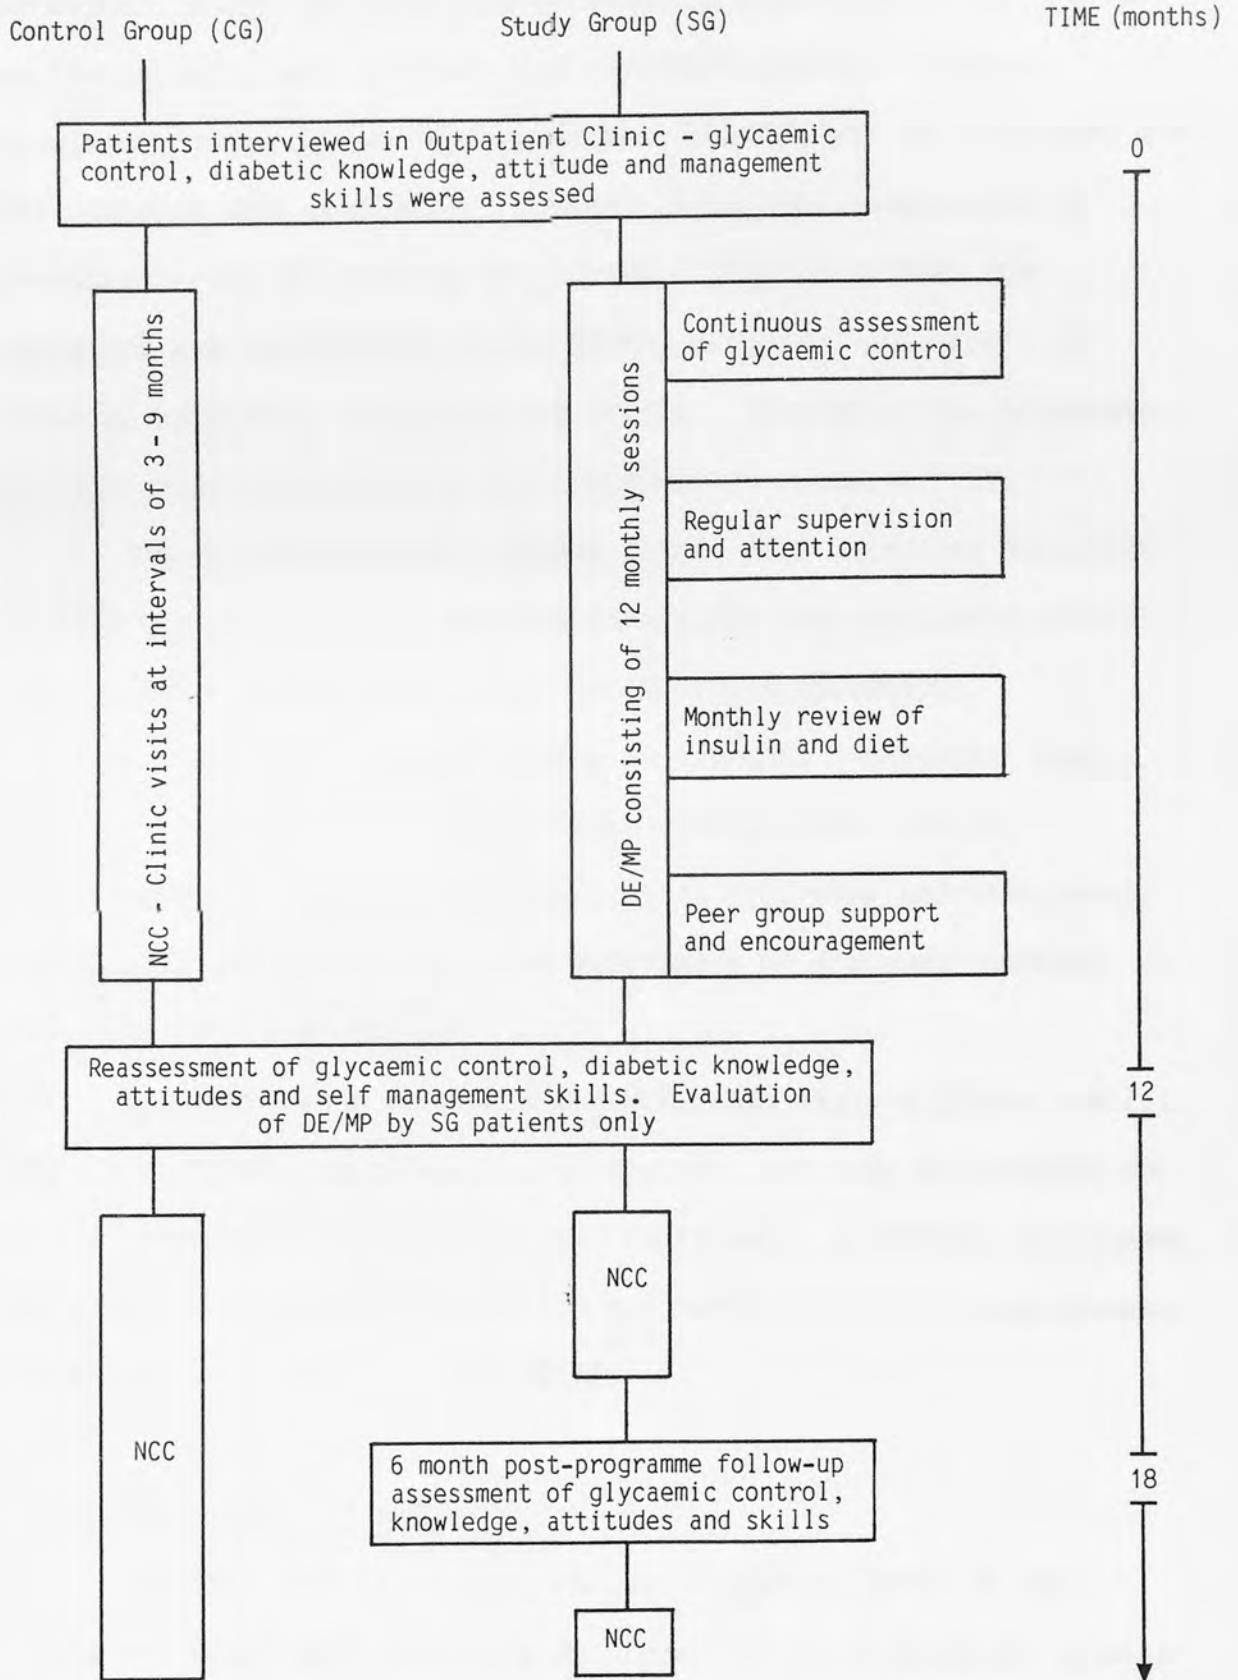 Control Group (CG)
Study Group (SG)
TIME (months)
Patients interviewed in Outpatient Clinic - glycaemic
control, diabetic knowledge, attitude and management
skills were assessed
0
NCC - Clinic visits at intervals of 3 - 9 months
DE/MP consisting of 12 monthly sessions
Continuous assessment
of glycaemic control
Regular supervision
and attention
Monthly review of
insulin and diet
Peer group support
and encouragement
Reassessment of glycaemic control, diabetic knowledge,
attitudes and self management skills. Evaluation
of DE/MP by SG patients only
12
NCC
NCC
6 month post-programme follow-up
assessment of glycaemic control,
knowledge, attitudes and skills
18
NCC